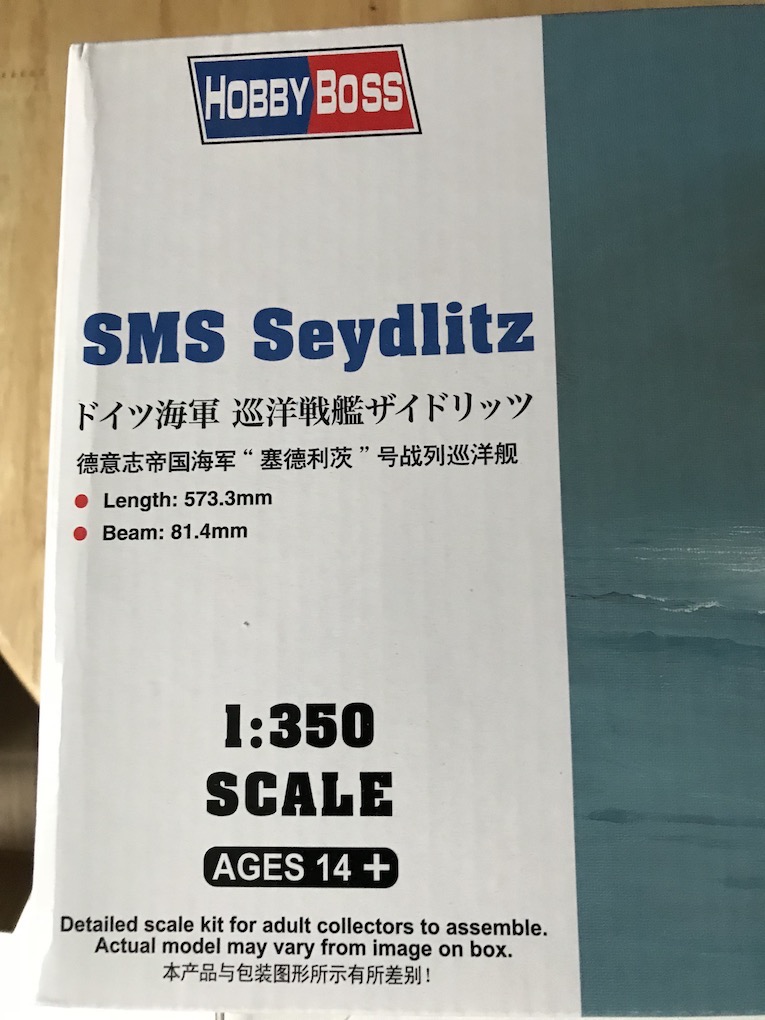 HOBBY BOSS
SMS Seydlitz
ドイツ海軍 巡洋戦艦ザイドリッツ
德意志帝国海军“塞德利茨”号战列巡洋舰
Length: 573.3mm
Beam: 81.4mm
1:350
SCALE
AGES 14+
Detailed scale kit for adult collectors to assemble.
Actual model may vary from image on box.
本产品与包装图形所示有所差别！